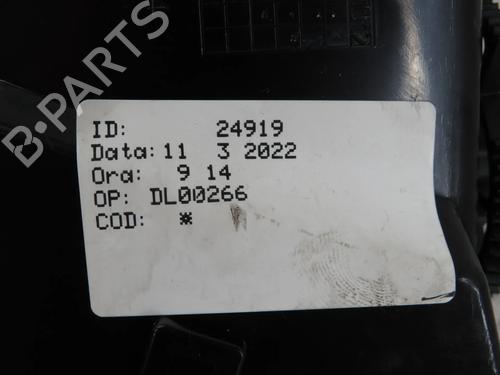 B-PARTS
ID: 24919
Data: 11 3 2022
Ora: 9 14
OP: DL00266
COD: *